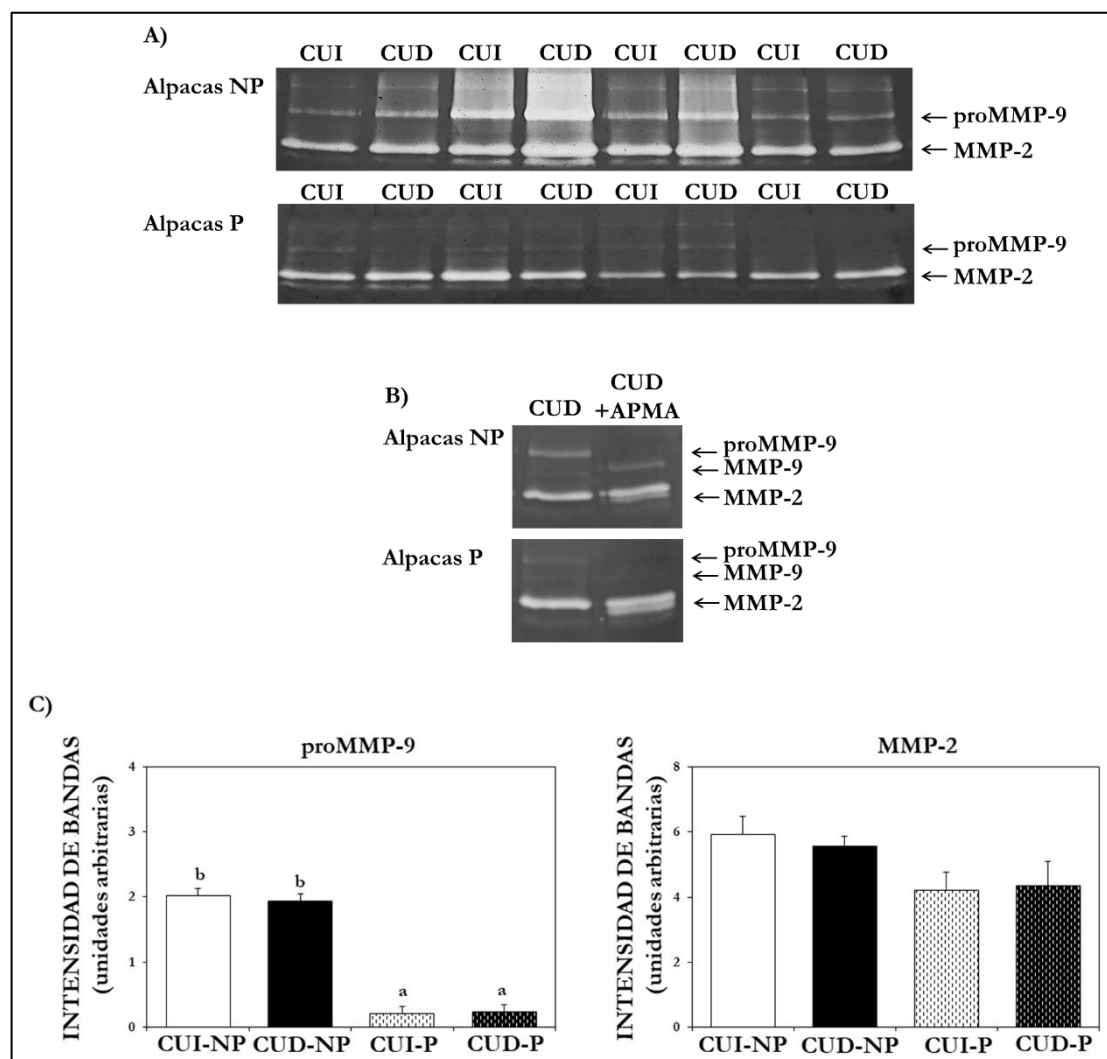 A)
CUI CUD CUI CUD CUI CUD CUI CUD
Alpacas NP
← proMMP-9
← MMP-2
CUI CUD CUI CUD CUI CUD CUI CUD
Alpacas P
← proMMP-9
← MMP-2
B)
CUD
CUD +APMA
Alpacas NP
← proMMP-9
← MMP-9
← MMP-2
Alpacas P
← proMMP-9
← MMP-9
← MMP-2
C)
proMMP-9
INTENSIDAD DE BANDAS
(unidades arbitrarias)
4
3
2
1
0
b
b
a
a
CUI-NP CUD-NP CUI-P CUD-P
MMP-2
INTENSIDAD DE BANDAS
(unidades arbitrarias)
8
6
4
2
0
CUI-NP CUD-NP CUI-P CUD-P